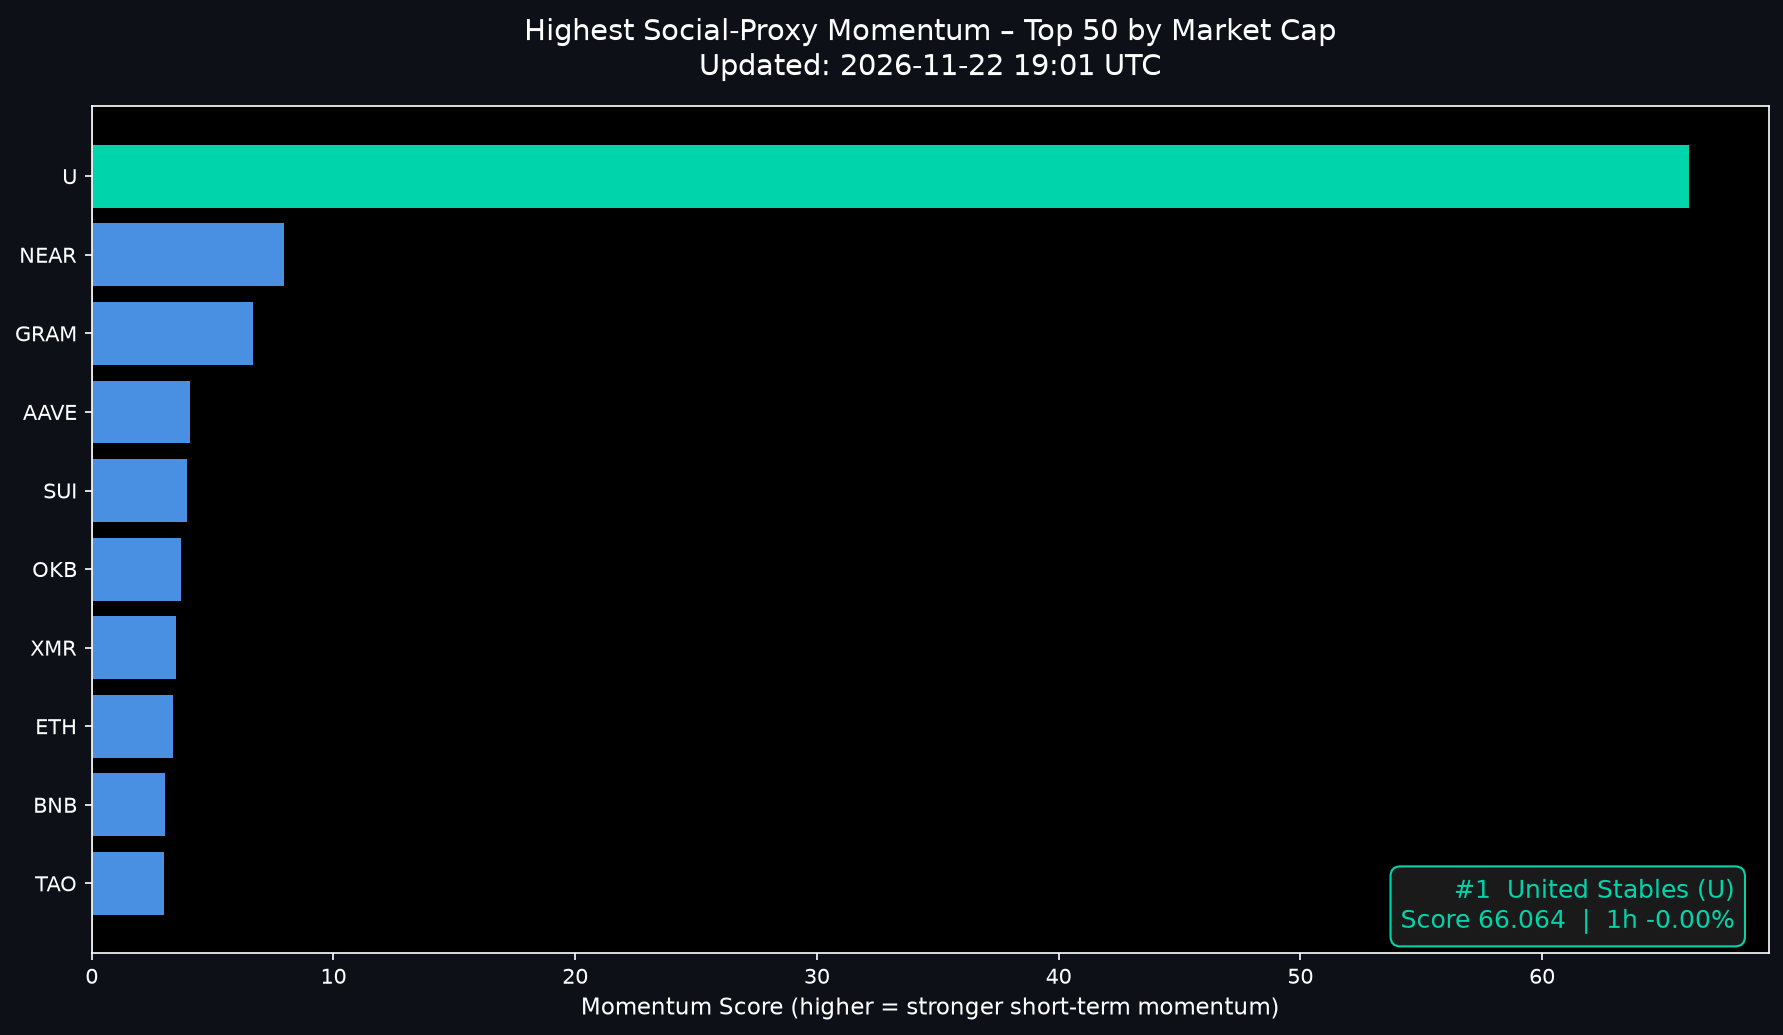 Highest Social-Proxy Momentum – Top 50 by Market Cap
Updated: 2026-11-22 19:01 UTC
U
NEAR
GRAM
AAVE
SUI
OKB
XMR
ETH
BNB
TAO
#1  United Stables (U)
Score 66.064  |  1h -0.00%
0 10 20 30 40 50 60
Momentum Score (higher = stronger short-term momentum)